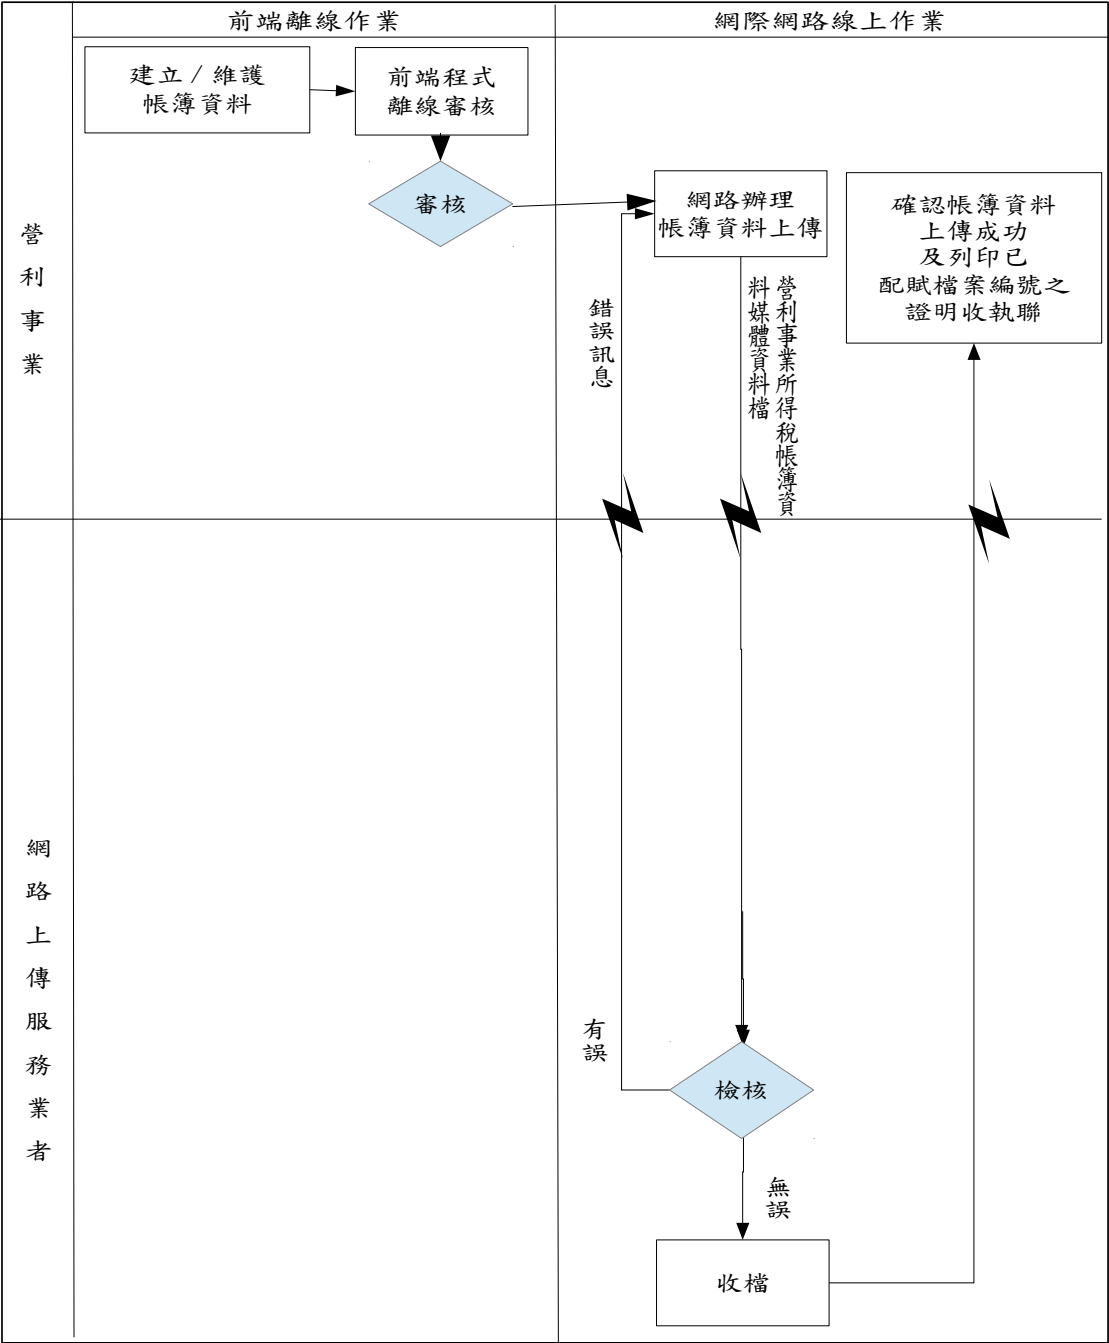 前端離線作業
網際網路線上作業
營利事業
建立／維護
帳簿資料
前端程式
離線審核
審核
網路辦理
帳簿資料上傳
確認帳簿資料
上傳成功
及列印已
配賦檔案編號之
證明收執聯
錯誤訊息
營利事業所得稅帳簿資
料媒體資料檔
網路上傳服務業者
有誤
檢核
無誤
收檔